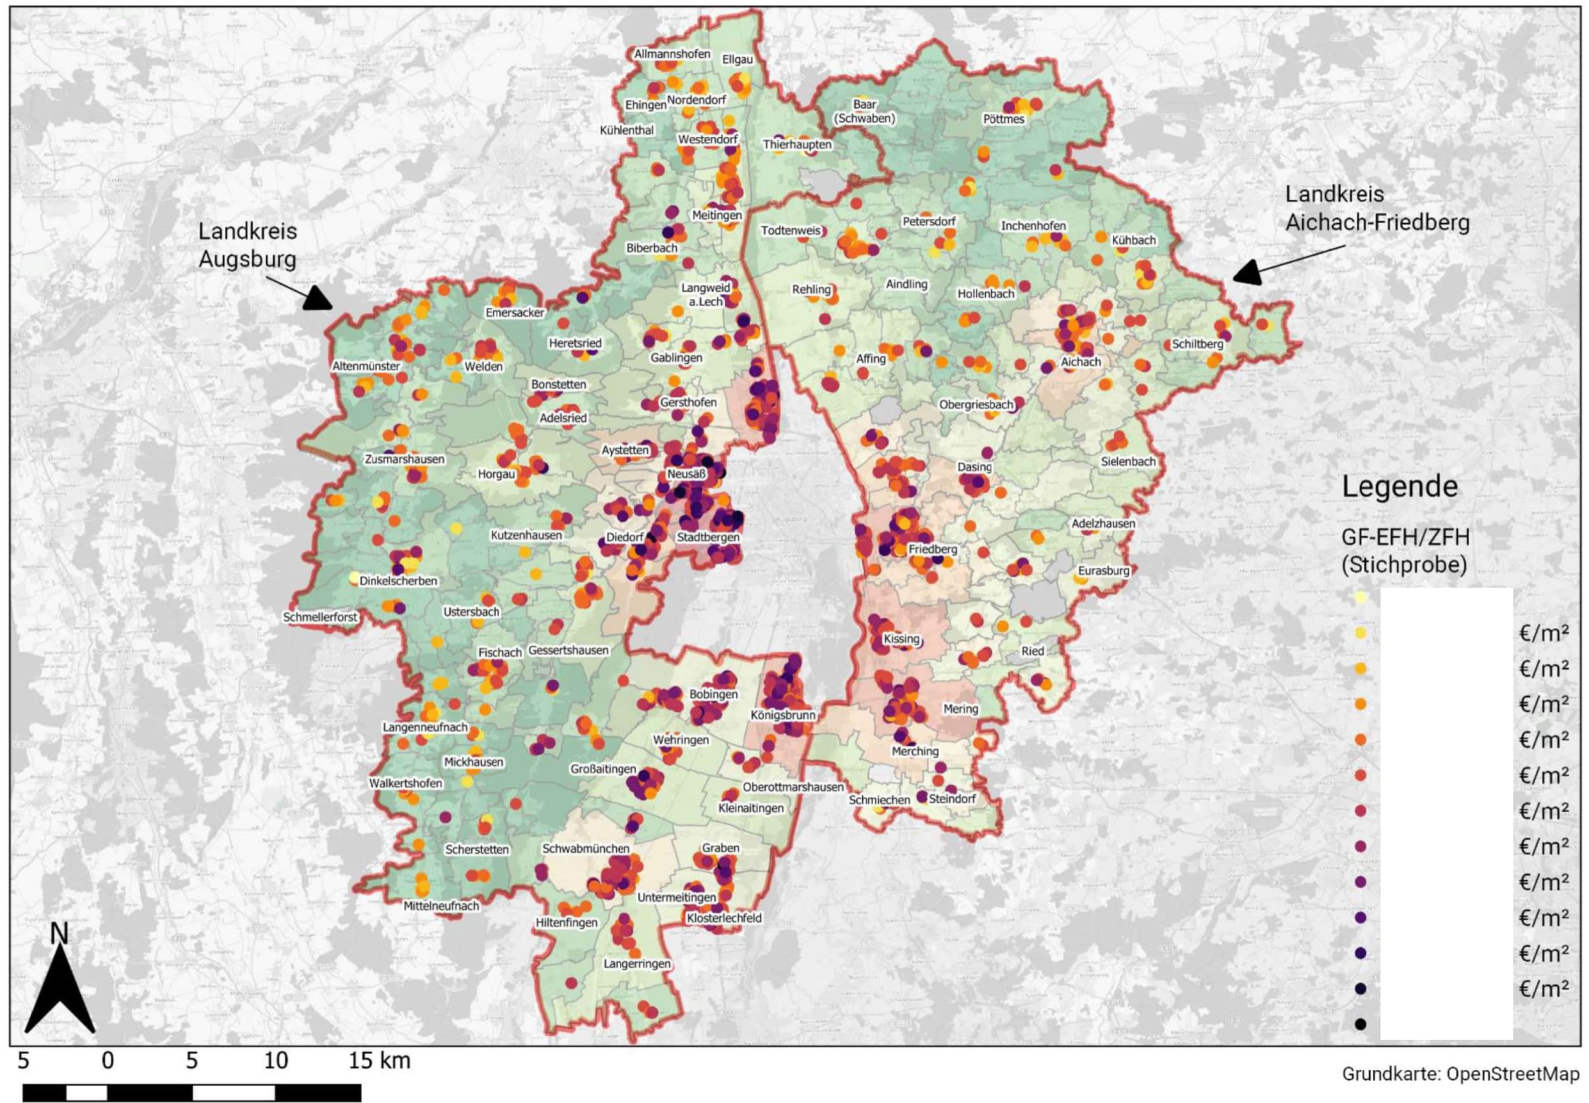 Allmannshofen
Ellgau
Ehingen
Nordendorf
Kühlenthal
Westendorf
Thierhaupten
Baar
(Schwaben)
Pöttmes
Landkreis
Augsburg
Landkreis
Aichach-Friedberg
Meitingen
Biberbach
Todtenweis
Petersdorf
Inchenhofen
Kühbach
Langweid
a.Lech
Rehling
Aindling
Hollenbach
Emersacker
Heretsried
Gablingen
Altenmünster
Welden
Affing
Aichach
Schiltberg
Bonstetten
Adelsried
Gersthofen
Obergriesbach
Zusmarshausen
Horgau
Aystetten
Neusäß
Dasing
Sielenbach
Kutzenhausen
Diedorf
Stadtbergen
Friedberg
Adelzhausen
Dinkelscherben
Eurasburg
Schmellerforst
Ustersbach
Fischach
Gessertshausen
Kissing
Ried
Bobingen
Königsbrunn
Mering
Langenneufnach
Wehringen
Merching
Mickhausen
Großaitingen
Walkertshofen
Oberottmarshausen
Kleinaitingen
Schmiechen
Steindorf
Scherstetten
Schwabmünchen
Graben
Untermeitingen
Mittelneufnach
Hiltenfingen
Klosterlechfeld
Langerringen
Legende
GF-EFH/ZFH
(Stichprobe)
€/m²
€/m²
€/m²
€/m²
€/m²
€/m²
€/m²
€/m²
€/m²
€/m²
€/m²
N
5 0 5 10 15 km
Grundkarte: OpenStreetMap